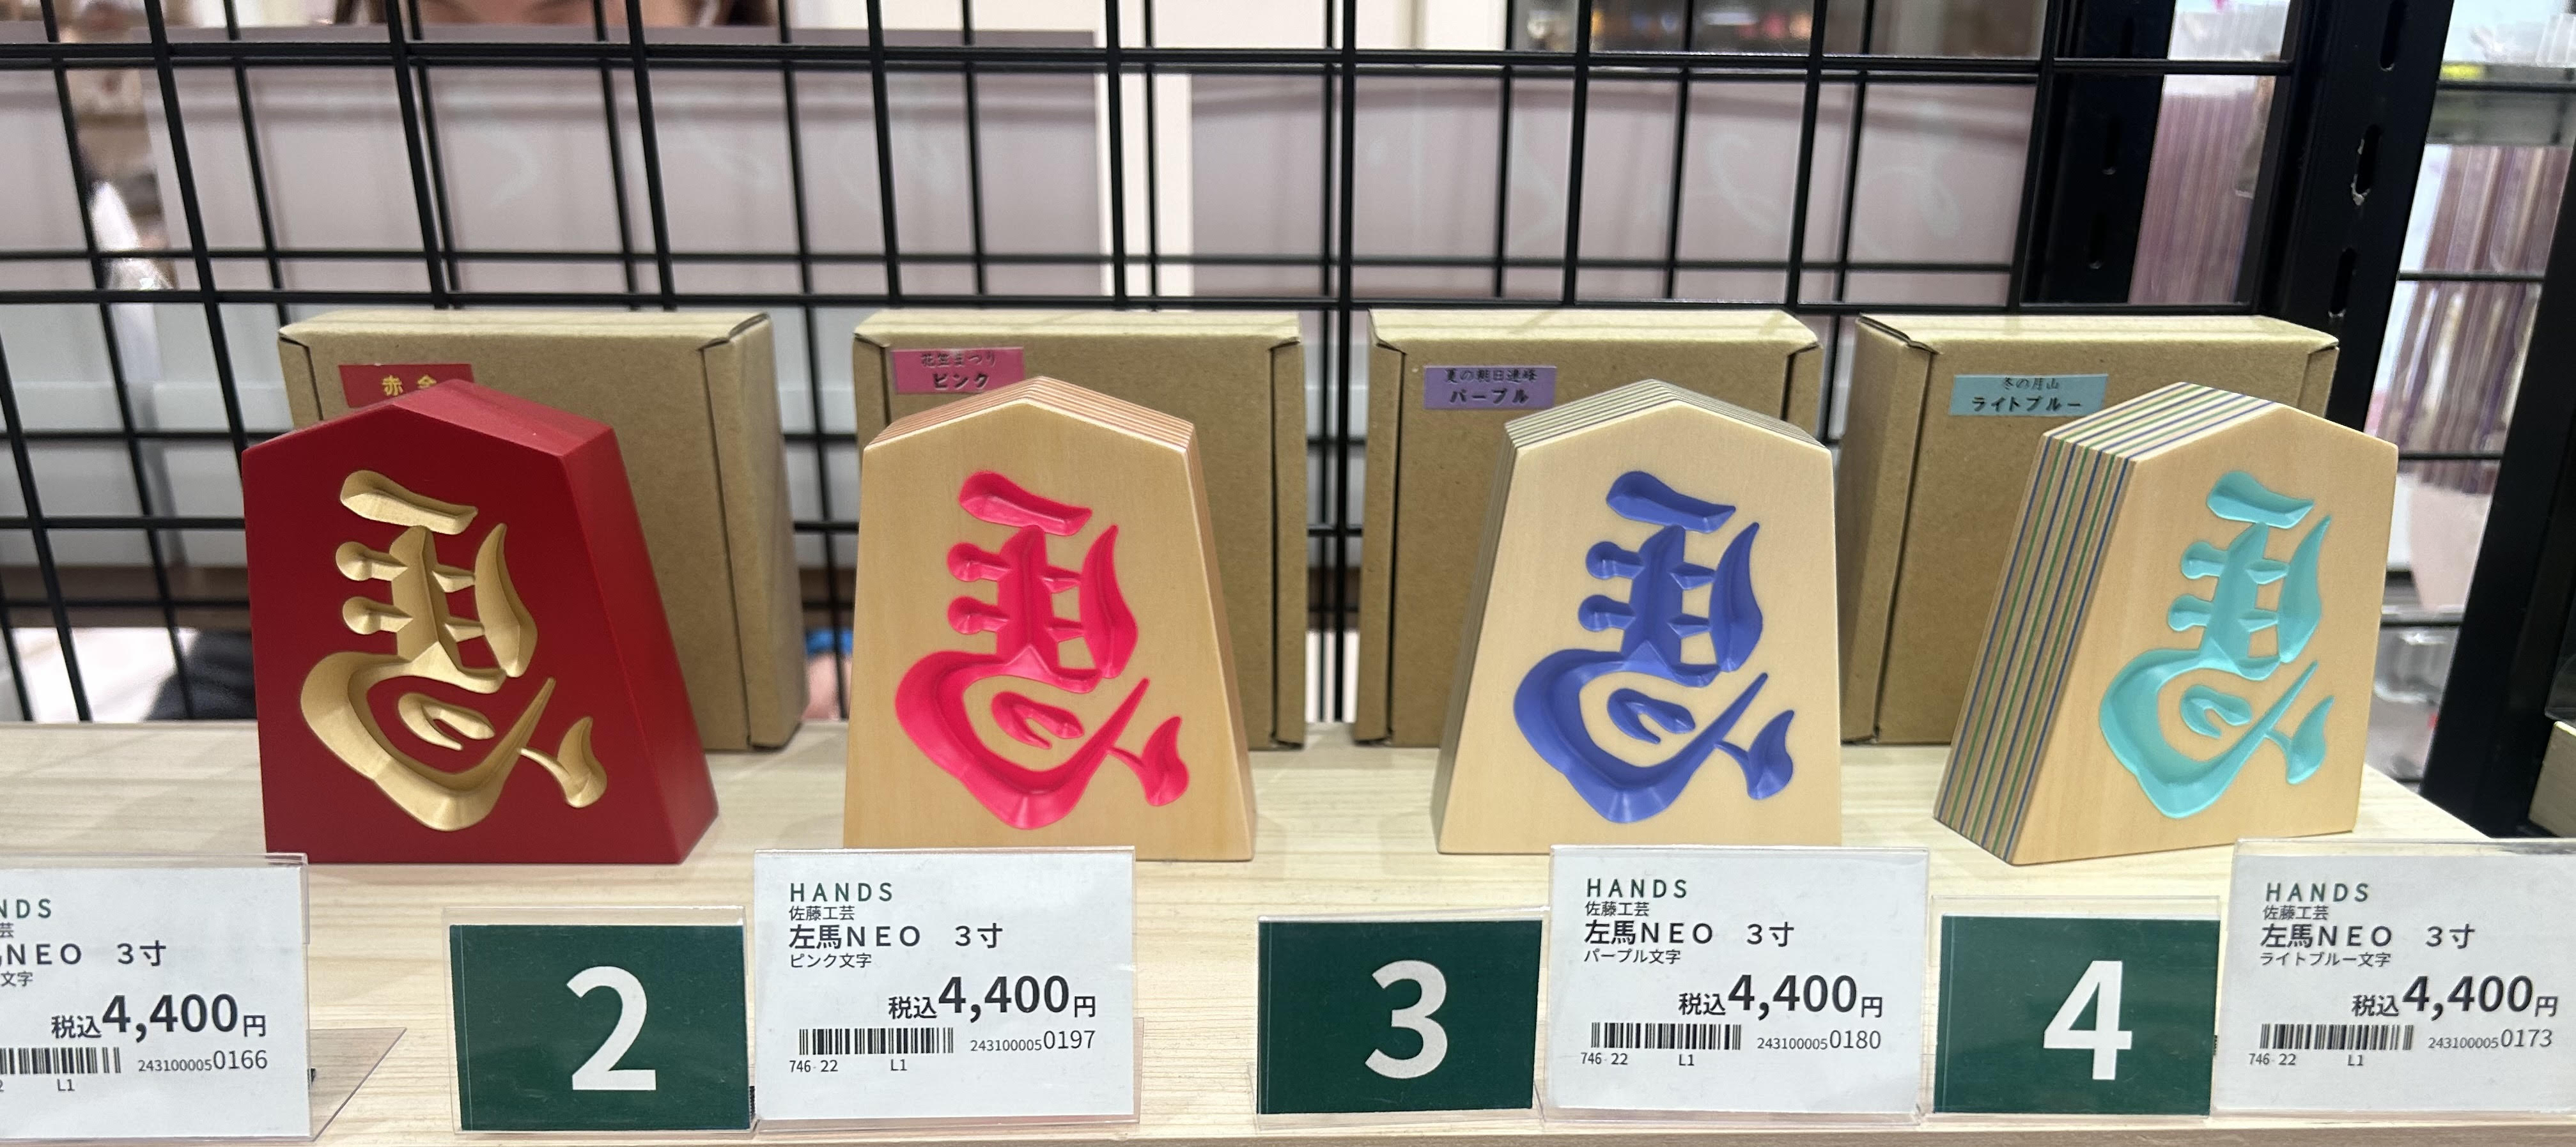 赤金
花笠まつり
ピンク
夏の朝日連峰
パープル
冬の月山
ライトブルー
NDS
芸
NEO 3寸
文字
税込4,400円
2431000050166
L1
2
HANDS
佐藤工芸
左馬NEO 3寸
ピンク文字
税込4,400円
2431000050197
746 22 L1
3
HANDS
佐藤工芸
左馬NEO 3寸
パープル文字
税込4,400円
2431000050180
746 22 L1
4
HANDS
佐藤工芸
左馬NEO 3寸
ライトブルー文字
税込4,400円
2431000050173
746 22 L1